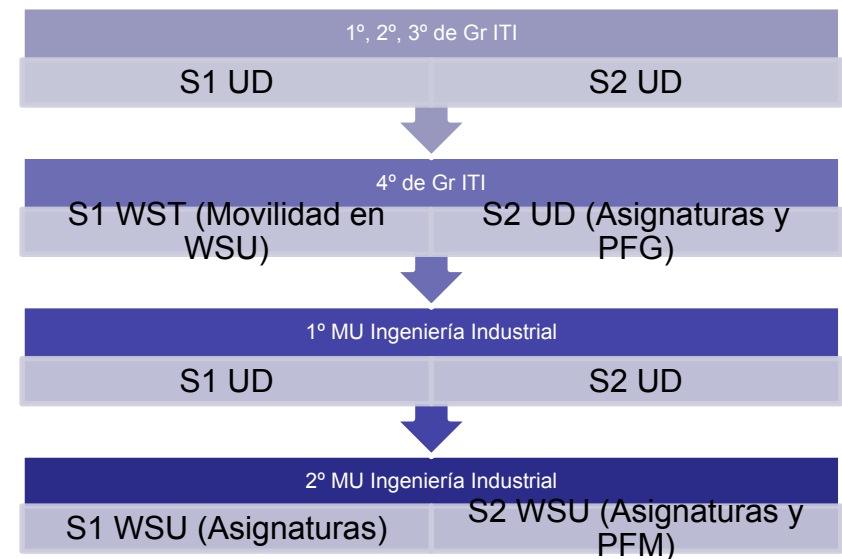 1º, 2º, 3º de Gr ITI
S1 UD
S2 UD
4º de Gr ITI
S1 WST (Movilidad en
WSU)
S2 UD (Asignaturas y
PFG)
1º MU Ingeniería Industrial
S1 UD
S2 UD
2º MU Ingeniería Industrial
S1 WSU (Asignaturas)
S2 WSU (Asignaturas y
PFM)